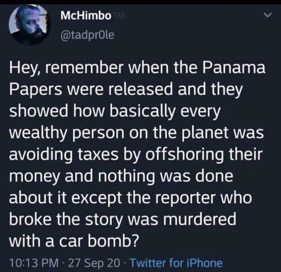 McHimbo™
@tadpr0le
Hey, remember when the Panama
Papers were released and they
showed how basically every
wealthy person on the planet was
avoiding taxes by offshoring their
money and nothing was done
about it except the reporter who
broke the story was murdered
with a car bomb?
10:13 PM · 27 Sep 20 · Twitter for iPhone